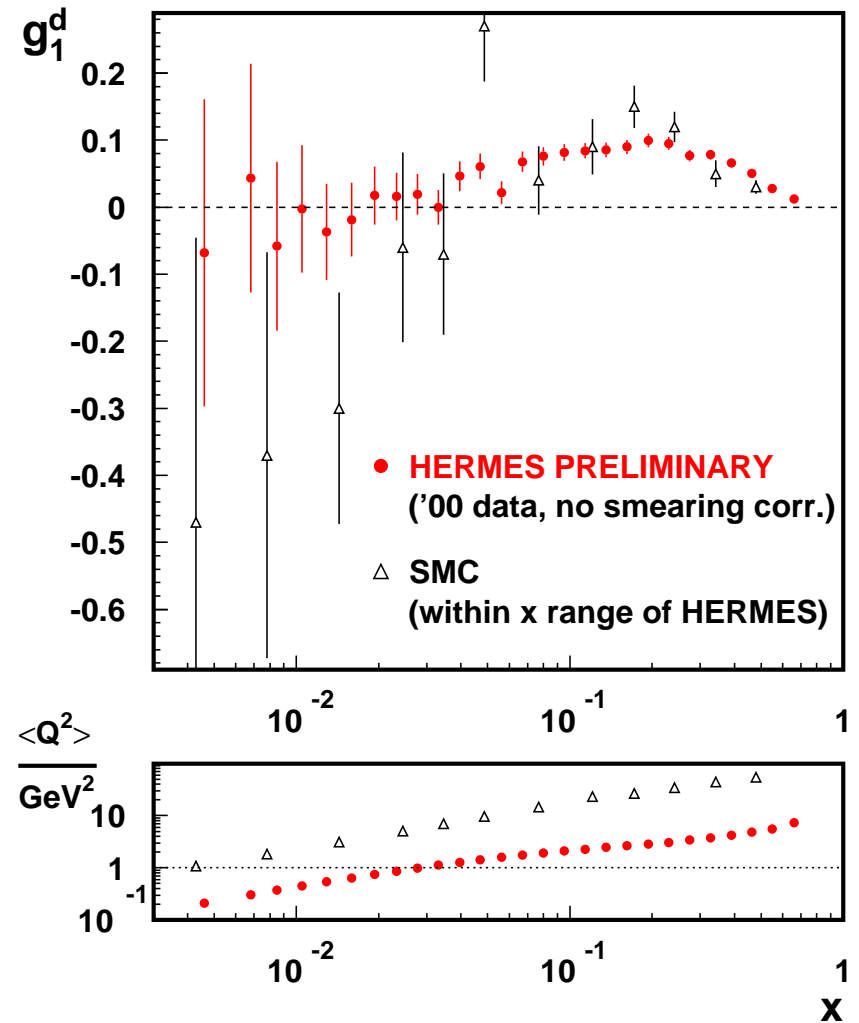 g₁ᵈ
0.2
0.1
0
-0.1
-0.2
-0.3
-0.4
-0.5
-0.6
HERMES PRELIMINARY
('00 data, no smearing corr.)
SMC
(within x range of HERMES)
10⁻² 10⁻¹ 1
<Q²>
GeV²
10
1
10⁻¹
10⁻² 10⁻¹ 1
x